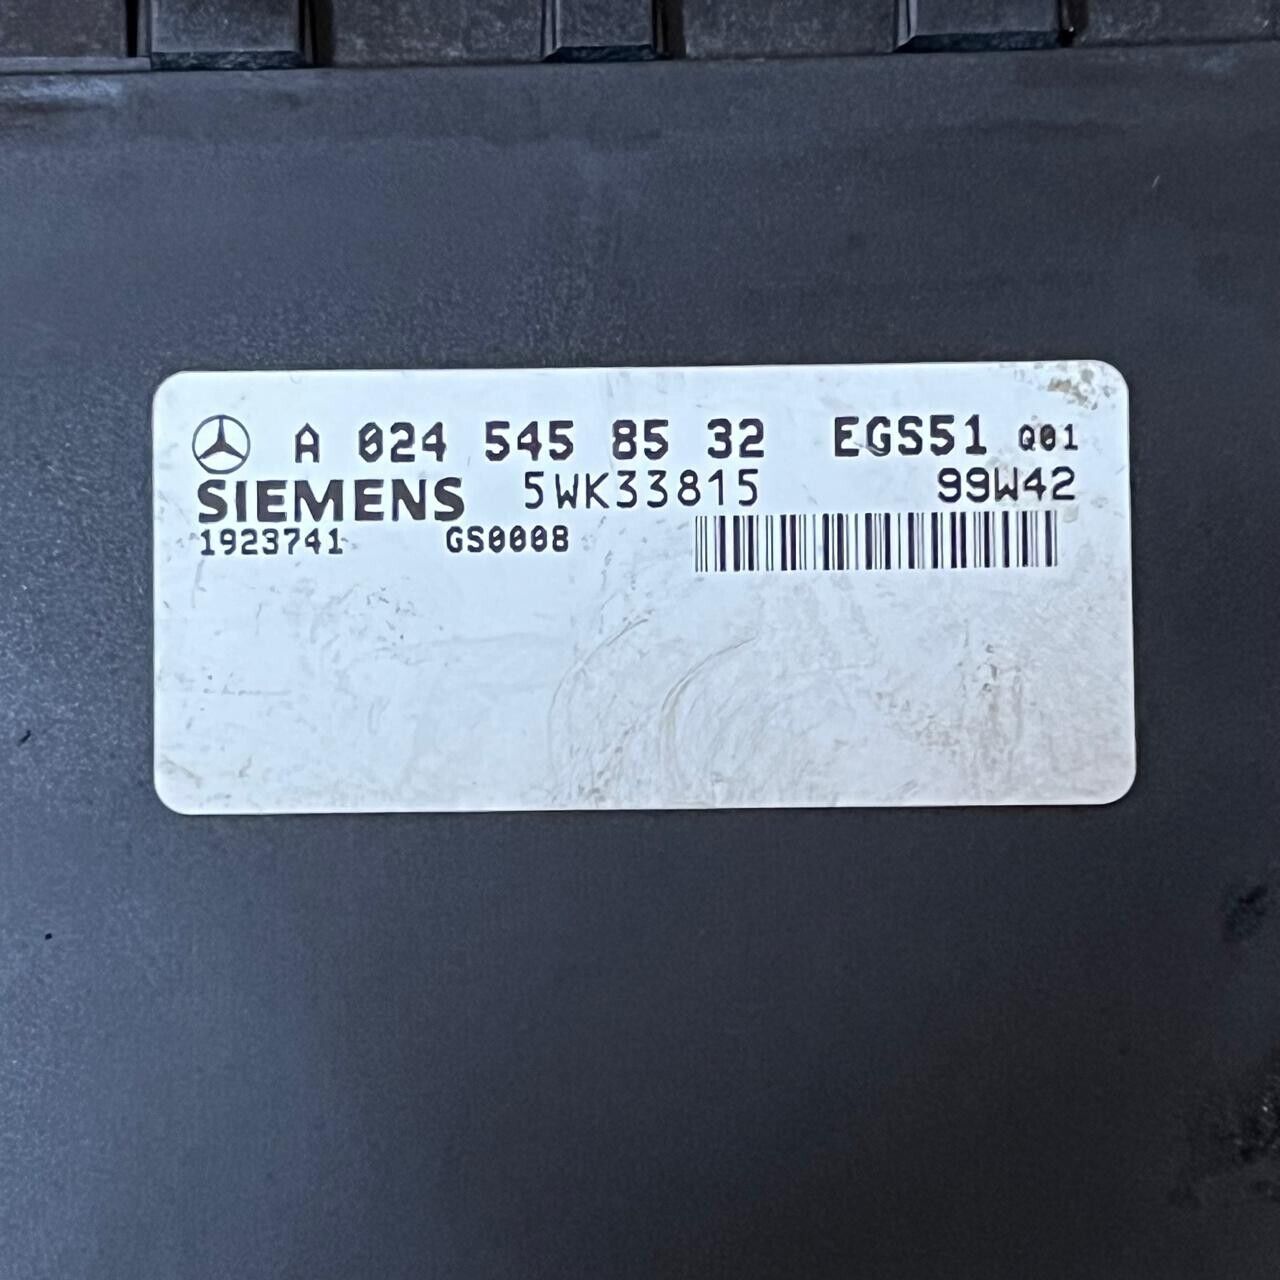 A 024 545 85 32 EGS51 Q01
SIEMENS 5WK33815 99W42
1923741 GS0008